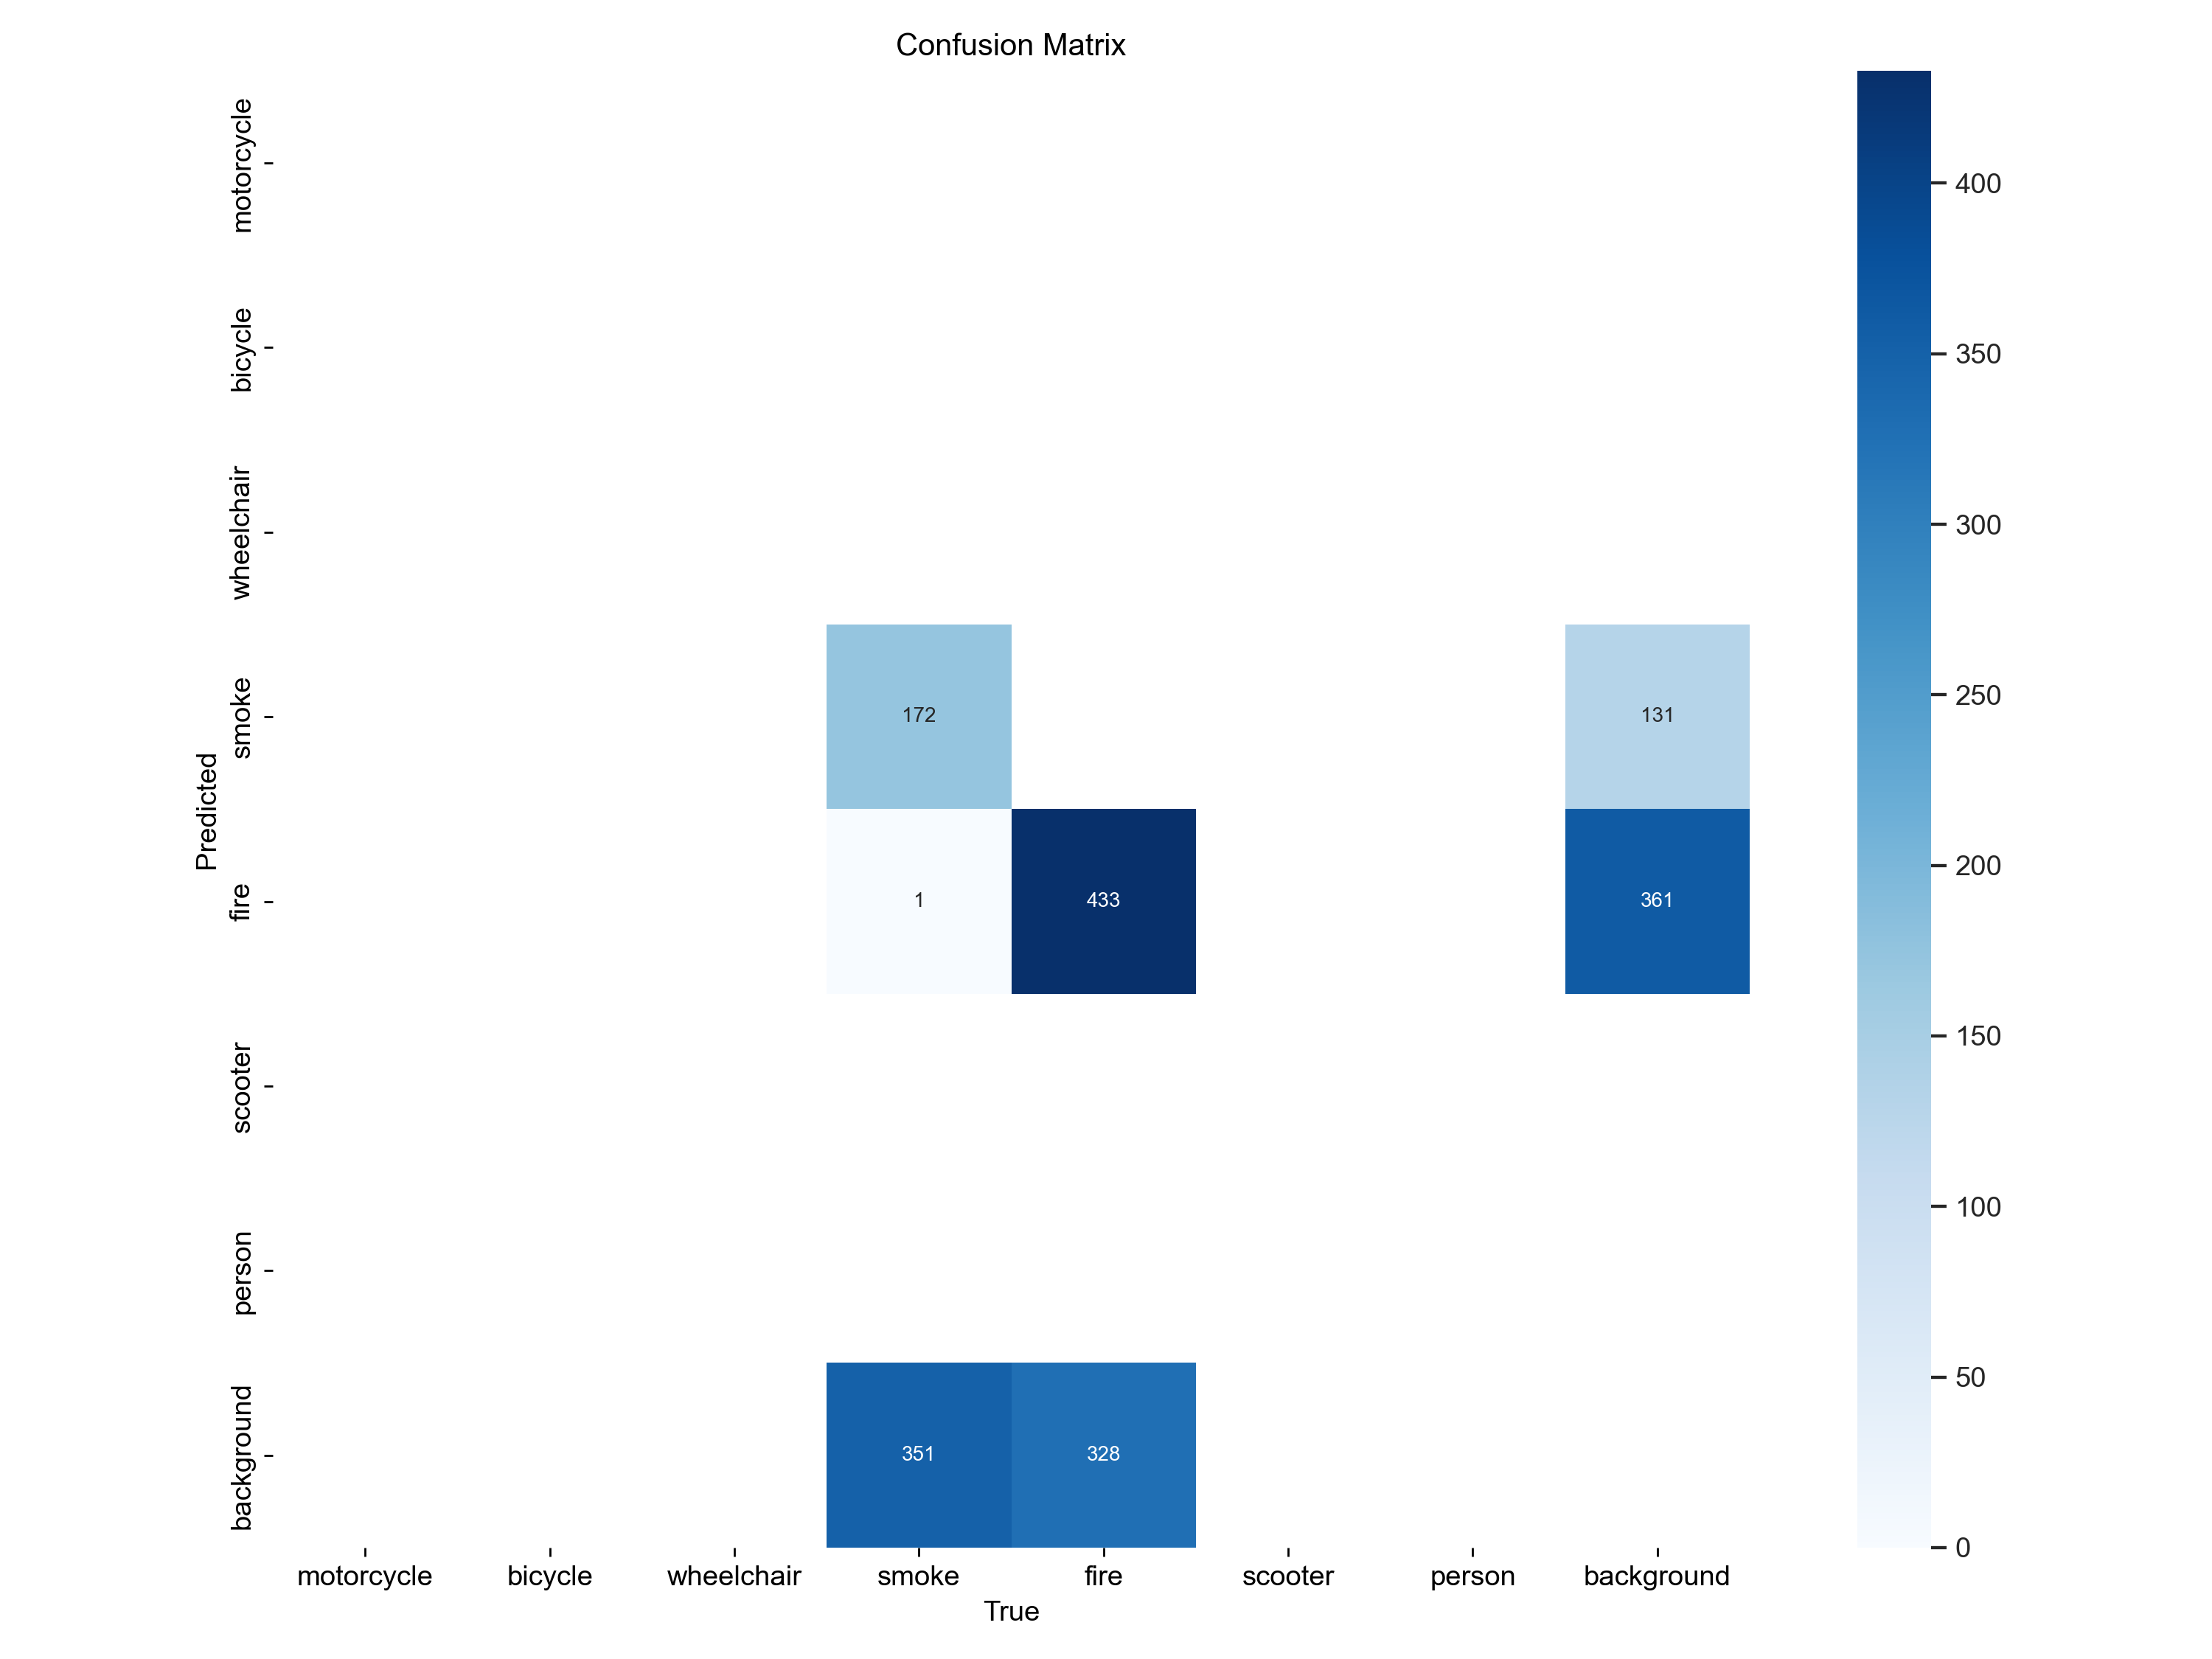 Confusion Matrix
motorcycle
bicycle
wheelchair
smoke
fire
scooter
person
background
Predicted
172
131
1
433
361
351
328
motorcycle bicycle wheelchair smoke fire scooter person background
True
400
350
300
250
200
150
100
50
0